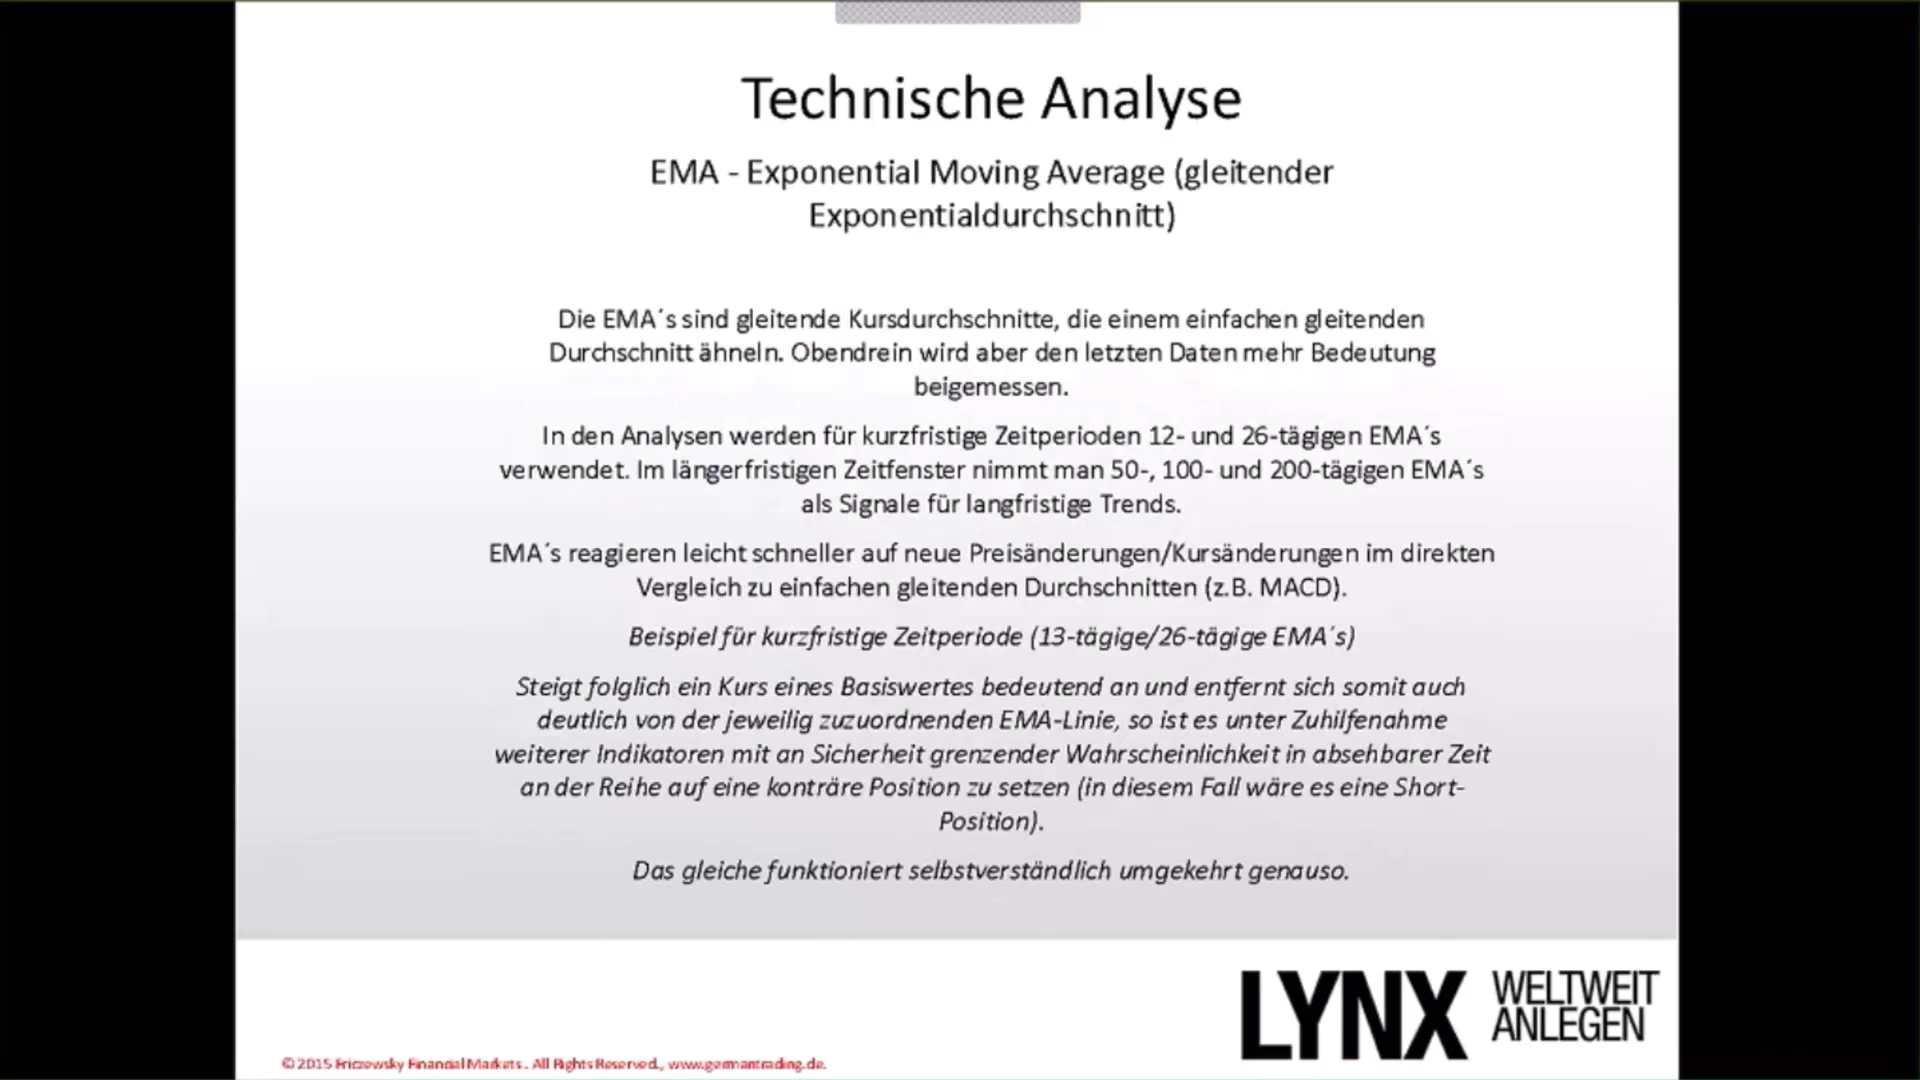 Technische Analyse
EMA - Exponential Moving Average (gleitender
Exponentialdurchschnitt)
Die EMA´s sind gleitende Kursdurchschnitte, die einem einfachen gleitenden
Durchschnitt ähneln. Obendrein wird aber den letzten Daten mehr Bedeutung
beigemessen.
In den Analysen werden für kurzfristige Zeitperioden 12- und 26-tägigen EMA´s
verwendet. Im längerfristigen Zeitfenster nimmt man 50-, 100- und 200-tägigen EMA´s
als Signale für langfristige Trends.
EMA´s reagieren leicht schneller auf neue Preisänderungen/Kursänderungen im direkten
Vergleich zu einfachen gleitenden Durchschnitten (z.B. MACD).
Beispiel für kurzfristige Zeitperiode (13-tägige/26-tägige EMA´s)
Steigt folglich ein Kurs eines Basiswertes bedeutend an und entfernt sich somit auch
deutlich von der jeweilig zuzuordnenden EMA-Linie, so ist es unter Zuhilfenahme
weiterer Indikatoren mit an Sicherheit grenzender Wahrscheinlichkeit in absehbarer Zeit
an der Reihe auf eine konträre Position zu setzen (in diesem Fall wäre es eine Short-
Position).
Das gleiche funktioniert selbstverständlich umgekehrt genauso.
LYNX WELTWEIT
ANLEGEN
©2015 Friczewsky Financial Markets . All Rights Reserved., www.germantrading.de.